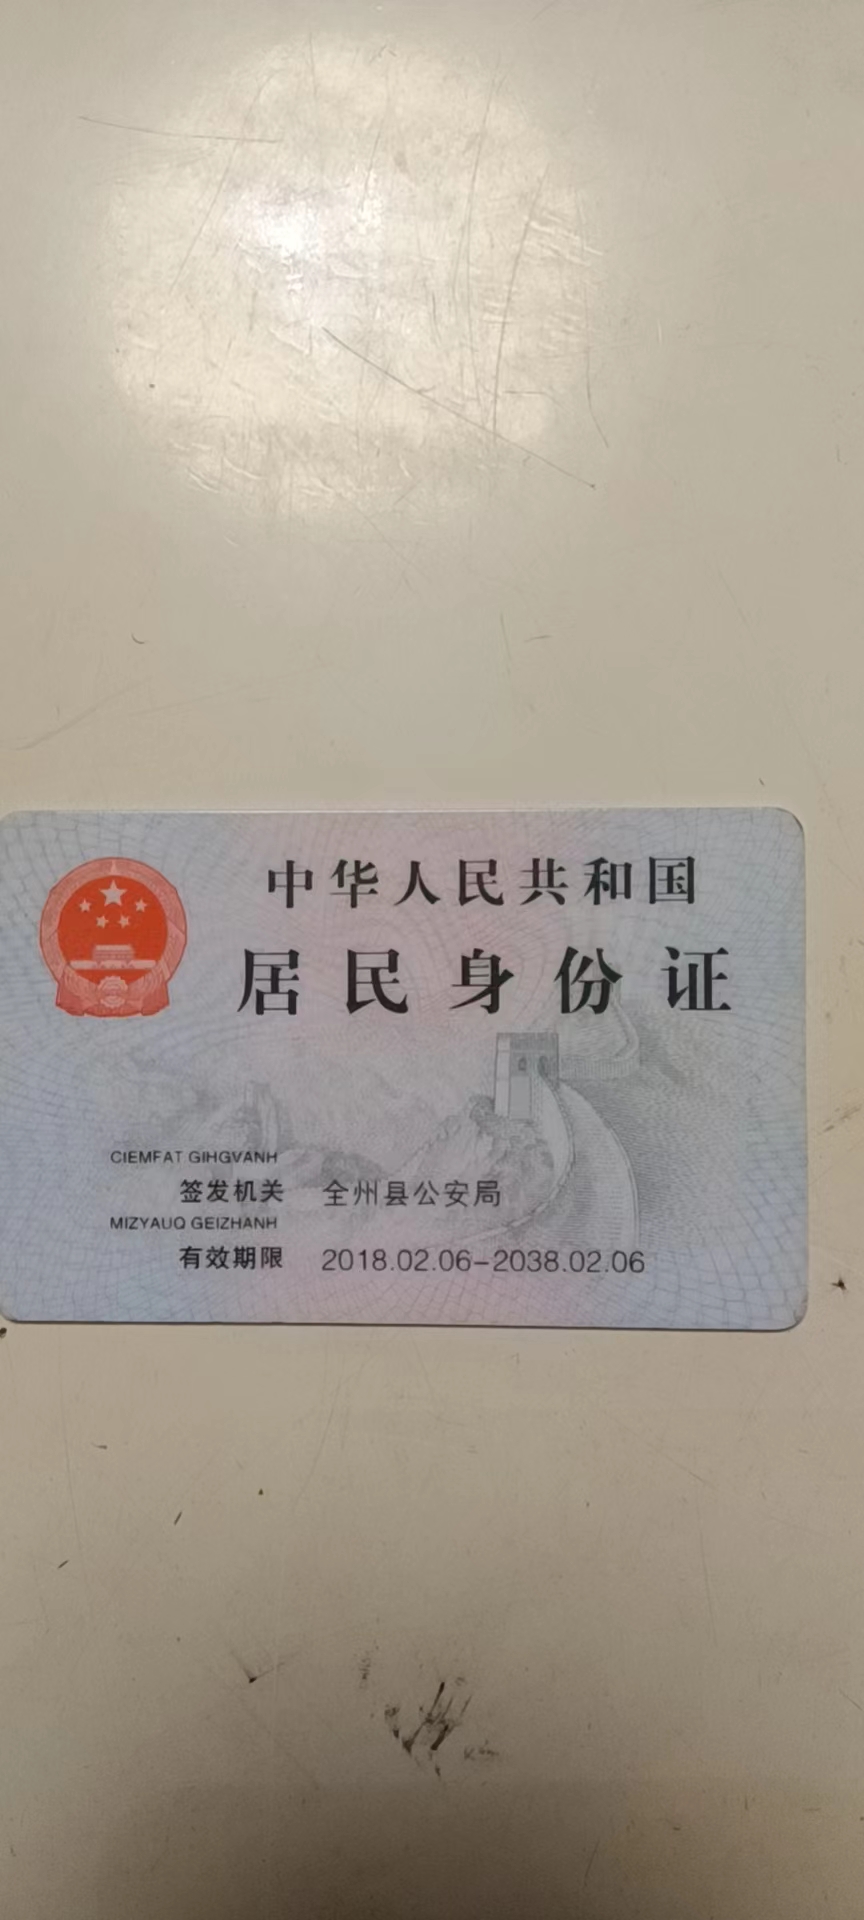 中华人民共和国
居民身份证
CIEMFAT GIHGVANH
签发机关 全州县公安局
MIZYAUQ GEIZHANH
有效期限 2018.02.06-2038.02.06